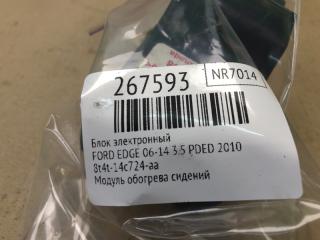 267593
NR7014
Блок электронный
FORD EDGE 06-14 3.5 PDED 2010
8t4t-14c724-aa
Модуль обогрева сидений